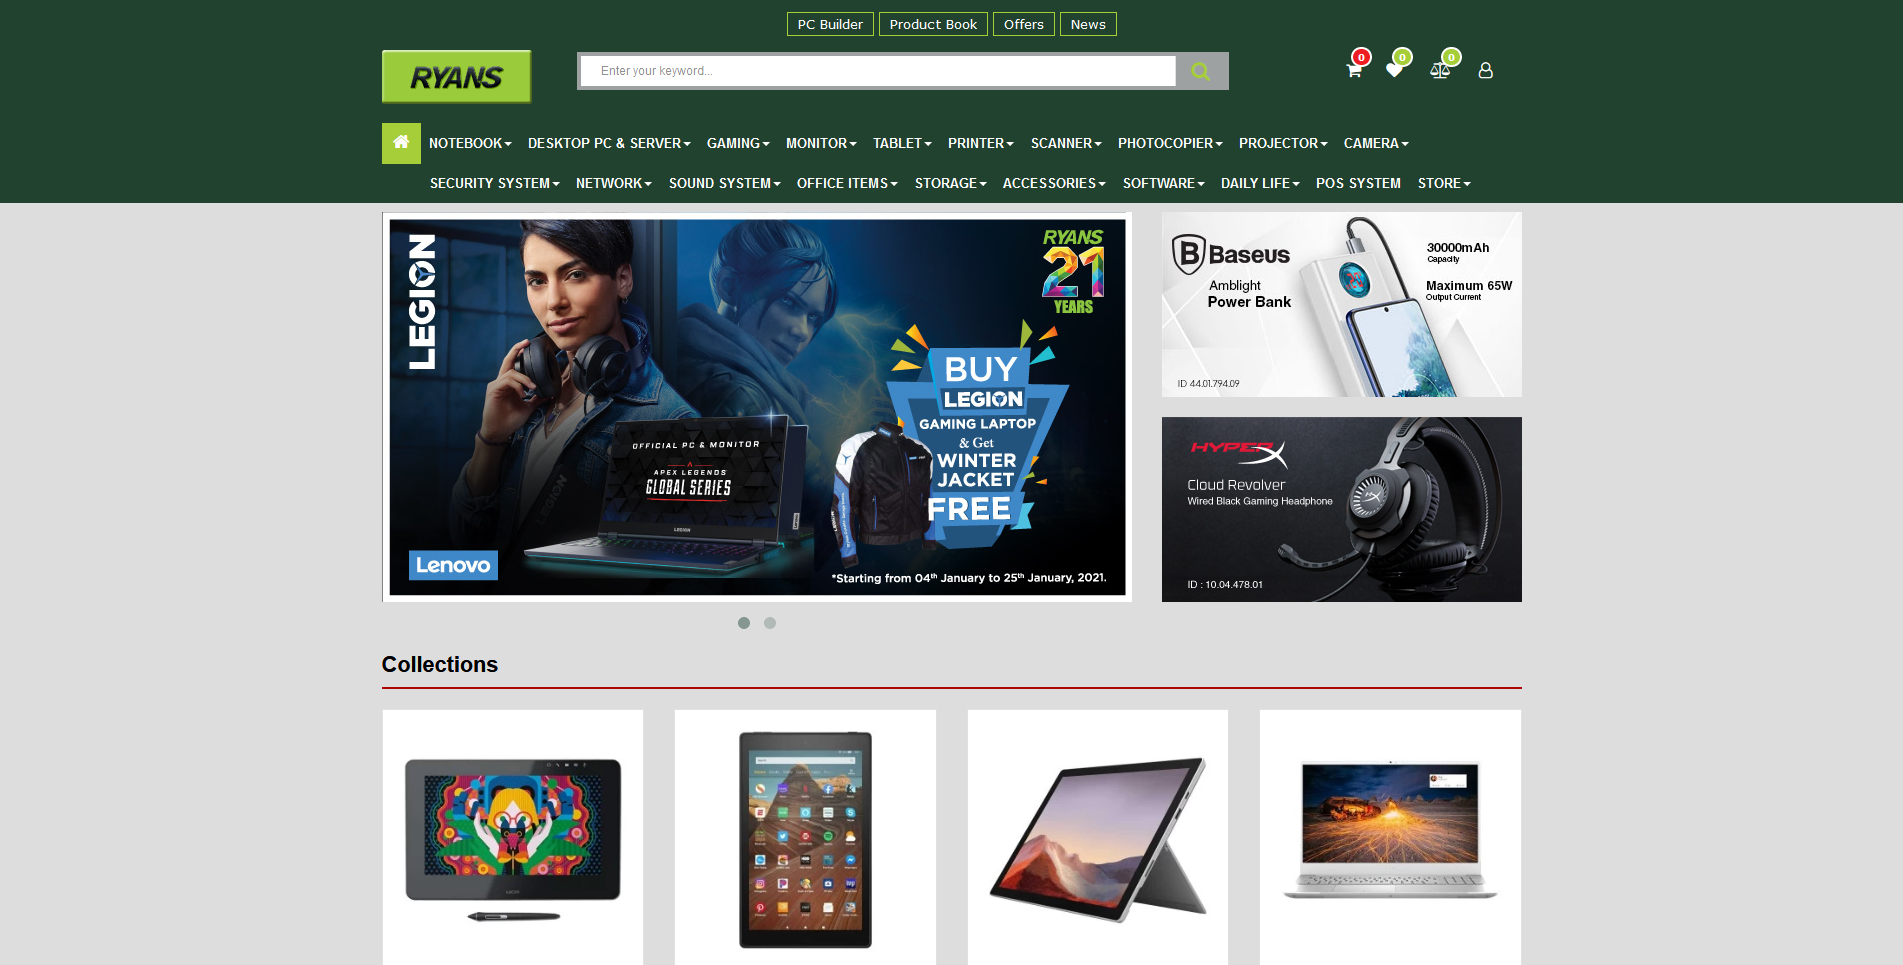 PC Builder
Product Book
Offers
News
RYANS
Enter your keyword...
0
0
0
NOTEBOOK
DESKTOP PC & SERVER
GAMING
MONITOR
TABLET
PRINTER
SCANNER
PHOTOCOPIER
PROJECTOR
CAMERA
SECURITY SYSTEM
NETWORK
SOUND SYSTEM
OFFICE ITEMS
STORAGE
ACCESSORIES
SOFTWARE
DAILY LIFE
POS SYSTEM
STORE
LEGION
RYANS
21
YEARS
BUY
LEGION
GAMING LAPTOP
& Get
WINTER
JACKET
FREE
OFFICIAL PC & MONITOR
APEX LEGENDS
GLOBAL SERIES
LEGION
Lenovo
*Starting from 04th January to 25th January, 2021.
Baseus
Amblight
Power Bank
30000mAh
Capacity
Maximum 65W
Output Current
ID 44.01.794.09
HYPERX
Cloud Revolver
Wired Black Gaming Headphone
ID : 10.04.478.01
Collections